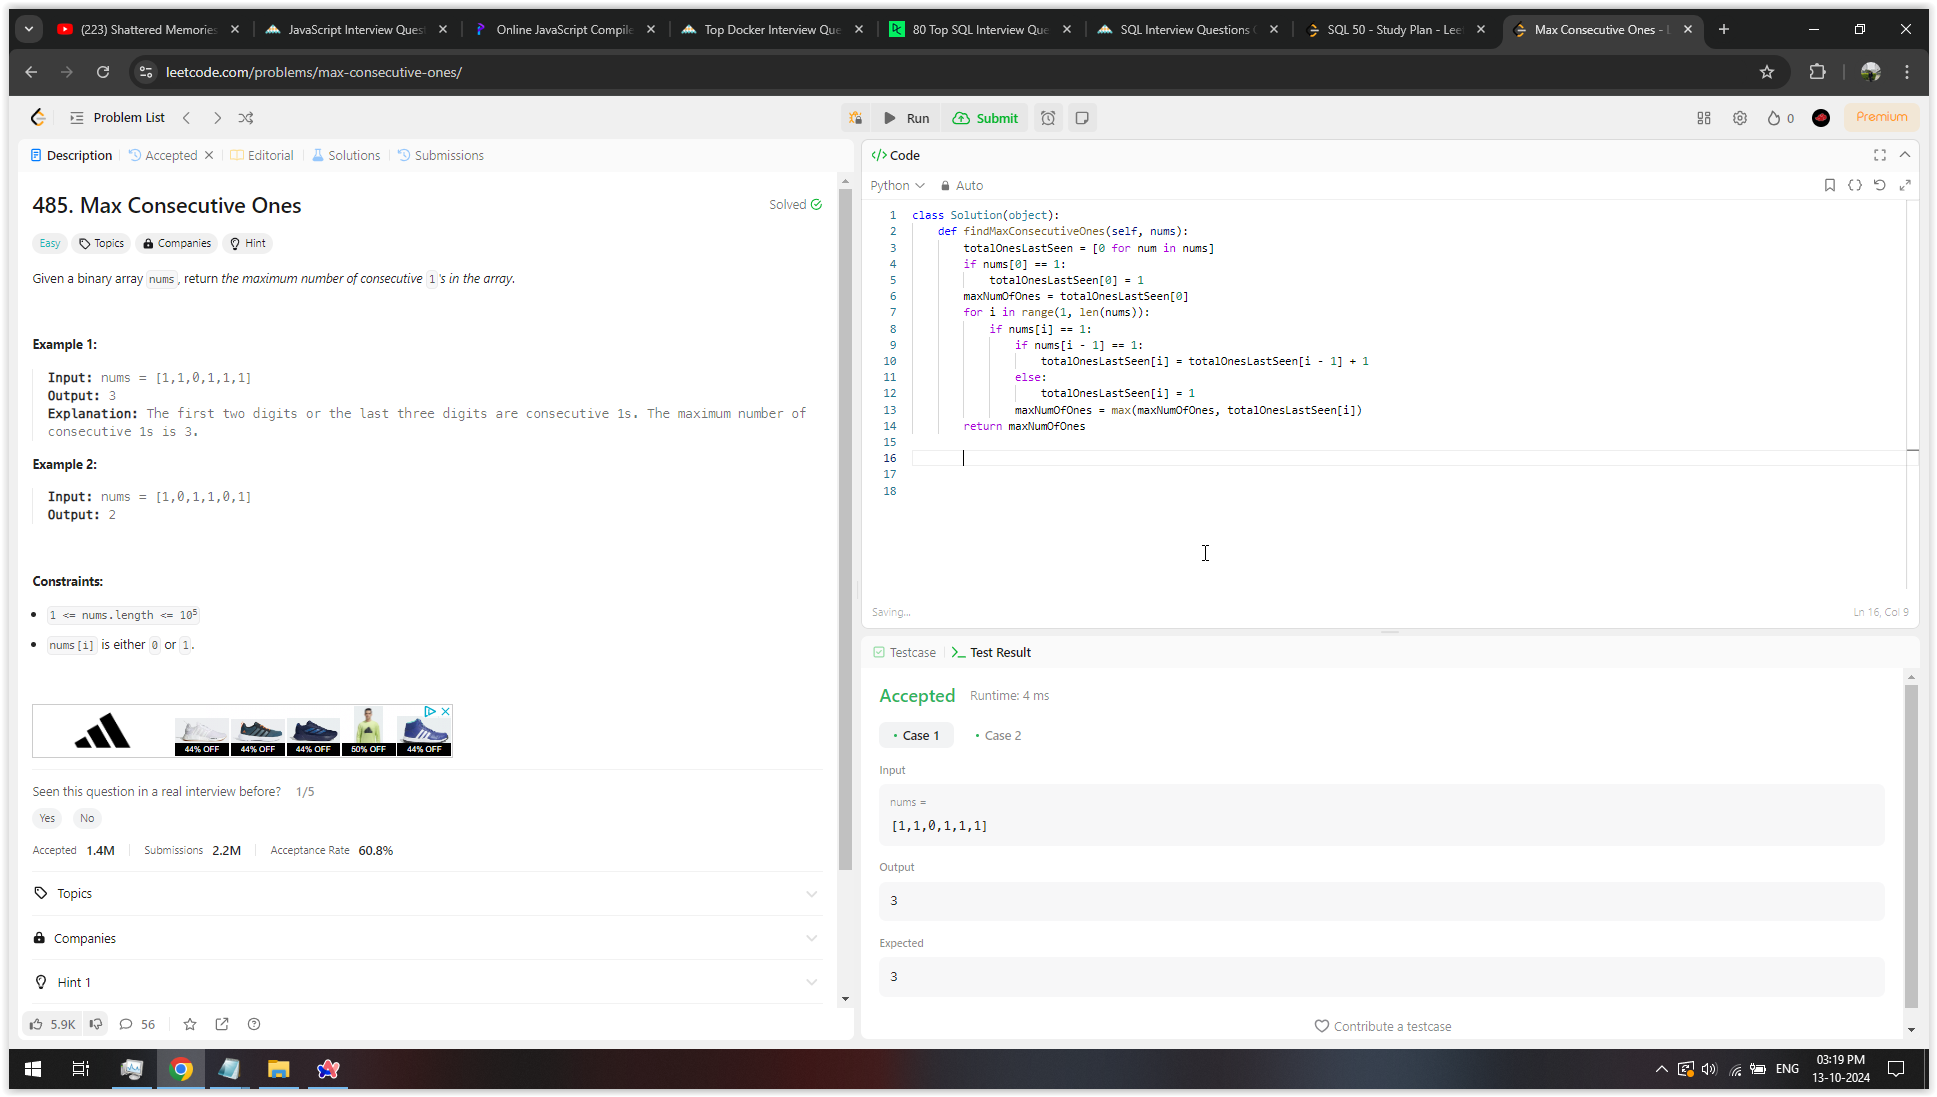 (223) Shattered Memories
JavaScript Interview Quest
Online JavaScript Compile
Top Docker Interview Que
80 Top SQL Interview Que
SQL Interview Questions
SQL 50 - Study Plan - Lee
Max Consecutive Ones -
leetcode.com/problems/max-consecutive-ones/
Problem List
Run
Submit
0
Premium
Description
Accepted
Editorial
Solutions
Submissions
485. Max Consecutive Ones
Solved
Easy
Topics
Companies
Hint
Given a binary array nums, return the maximum number of consecutive 1's in the array.
Example 1:
Input: nums = [1,1,0,1,1,1]
Output: 3
Explanation: The first two digits or the last three digits are consecutive 1s. The maximum number of
consecutive 1s is 3.
Example 2:
Input: nums = [1,0,1,1,0,1]
Output: 2
Constraints:
• 1 <= nums.length <= 10⁵
• nums[i] is either 0 or 1.
44% OFF
44% OFF
44% OFF
50% OFF
44% OFF
Seen this question in a real interview before? 1/5
Yes
No
Accepted 1.4M
Submissions 2.2M
Acceptance Rate 60.8%
Topics
Companies
Hint 1
5.9K
56
</> Code
Python
Auto
1 class Solution(object):
2 def findMaxConsecutiveOnes(self, nums):
3 totalOnesLastSeen = [0 for num in nums]
4 if nums[0] == 1:
5 totalOnesLastSeen[0] = 1
6 maxNumOfOnes = totalOnesLastSeen[0]
7 for i in range(1, len(nums)):
8 if nums[i] == 1:
9 if nums[i - 1] == 1:
10 totalOnesLastSeen[i] = totalOnesLastSeen[i - 1] + 1
11 else:
12 totalOnesLastSeen[i] = 1
13 maxNumOfOnes = max(maxNumOfOnes, totalOnesLastSeen[i])
14 return maxNumOfOnes
15
16
17
18
Saving...
Ln 16, Col 9
Testcase
Test Result
Accepted
Runtime: 4 ms
• Case 1
• Case 2
Input
nums =
[1,1,0,1,1,1]
Output
3
Expected
3
Contribute a testcase
ENG
03:19 PM
13-10-2024